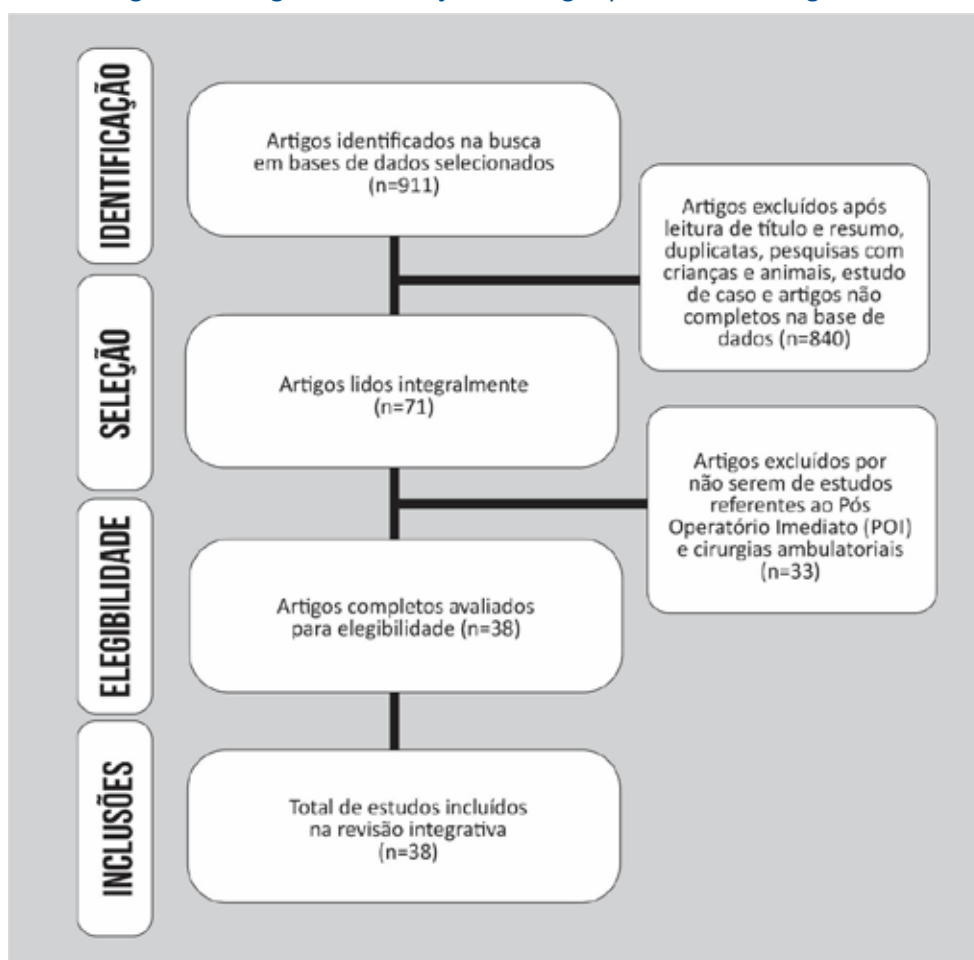 IDENTIFICAÇÃO
Artigos identificados na busca
em bases de dados selecionados
(n=911)
Artigos excluídos após
leitura de título e resumo,
duplicatas, pesquisas com
crianças e animais, estudo
de caso e artigos não
completos na base de
dados (n=840)
SELEÇÃO
Artigos lidos integralmente
(n=71)
Artigos excluídos por
não serem de estudos
referentes ao Pós
Operatório Imediato (POI)
e cirurgias ambulatoriais
(n=33)
ELEGIBILIDADE
Artigos completos avaliados
para elegibilidade (n=38)
INCLUSÕES
Total de estudos incluídos
na revisão integrativa
(n=38)